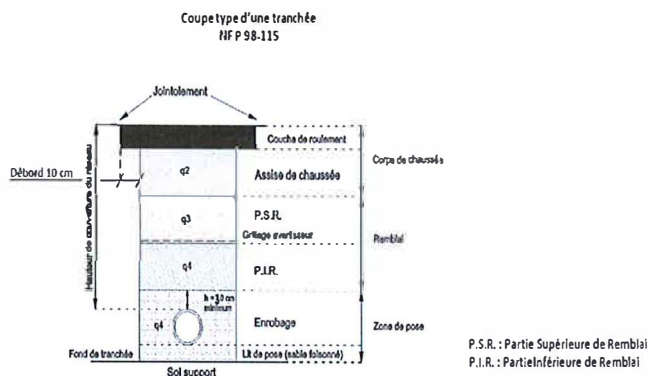 Coupe type d'une tranchée
NF P 98-115
Jointoiement
Couche de roulement
Corps de chaussée
Débord 10 cm
Hauteur de couverture du réseau
q2
Assise de chaussée
q3
P.S.R.
Grillage avertisseur
Remblai
q4
P.I.R.
h = 10 cm
minimum
q4
Enrobage
Zone de pose
Fond de tranchée
Lit de pose (sable foisonné)
Sol support
P.S.R. : Partie Supérieure de Remblai
P.I.R. : PartieInférieure de Remblai